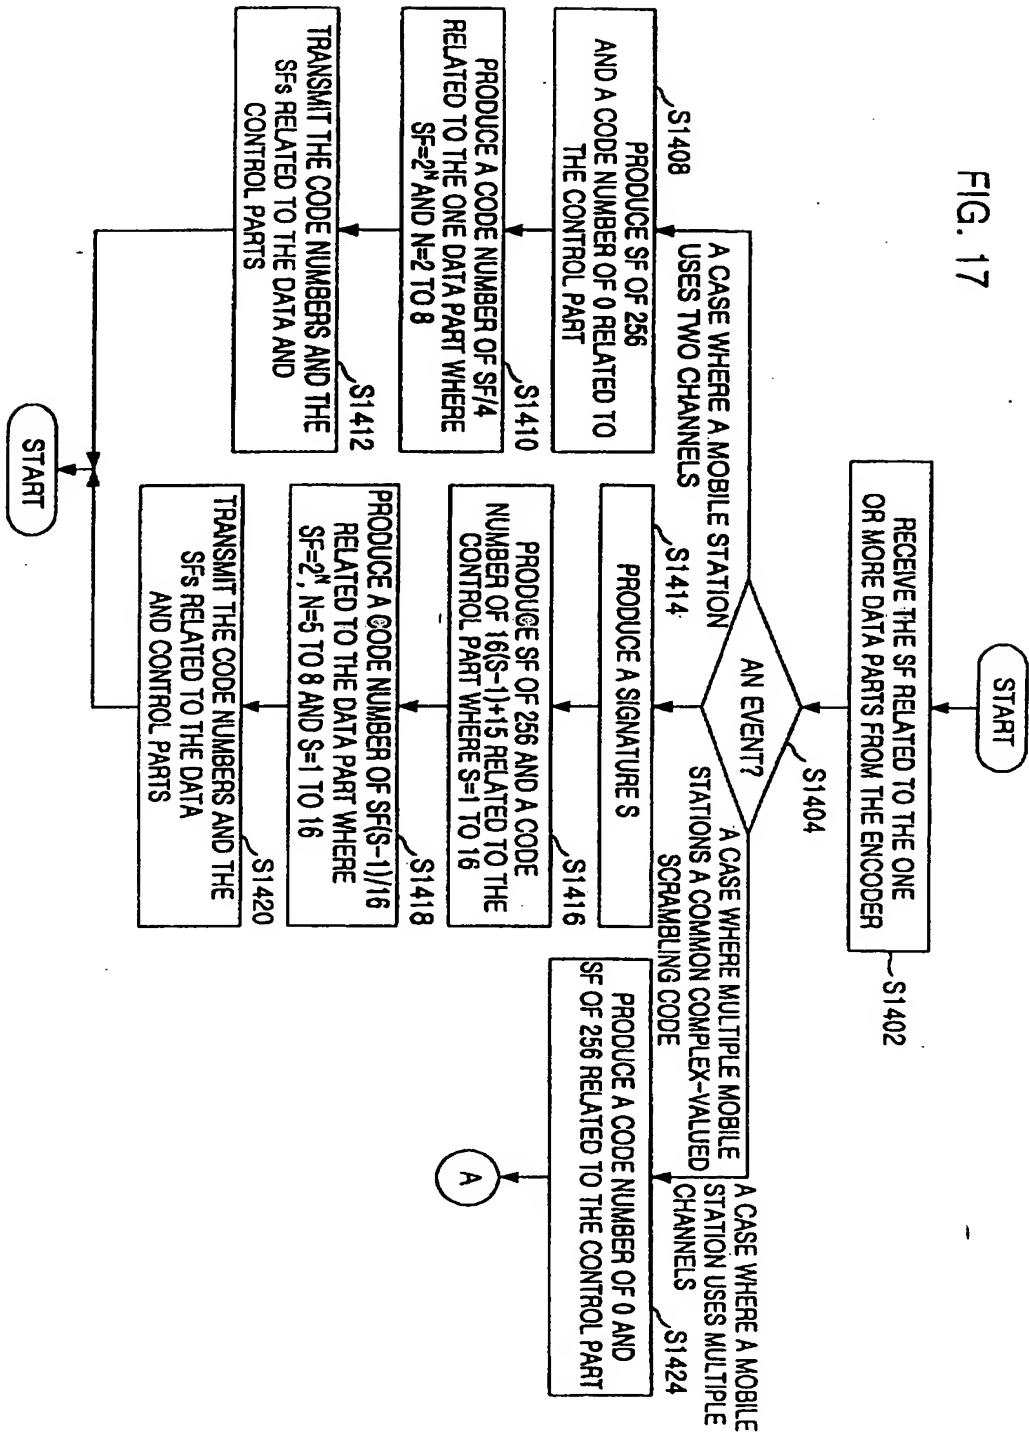 FIG. 17
START
RECEIVE THE SF RELATED TO THE ONE
OR MORE DATA PARTS FROM THE ENCODER
S1402
AN EVENT?
S1404
A CASE WHERE A MOBILE STATION
USES TWO CHANNELS
S1408
PRODUCE SF OF 256
AND A CODE NUMBER OF 0 RELATED TO
THE CONTROL PART
PRODUCE A CODE NUMBER OF SF/4
RELATED TO THE ONE DATA PART WHERE
SF=2^N AND N=2 TO 8
S1410
TRANSMIT THE CODE NUMBERS AND THE
SFs RELATED TO THE DATA AND
CONTROL PARTS
S1412
A CASE WHERE MULTIPLE MOBILE
STATIONS A COMMON COMPLEX-VALUED
SCRAMBLING CODE
S1414
PRODUCE A SIGNATURE S
PRODUCE SF OF 256 AND A CODE
NUMBER OF 16(S-1)+15 RELATED TO THE
CONTROL PART WHERE S=1 TO 16
S1416
PRODUCE A CODE NUMBER OF SF(S-1)/16
RELATED TO THE DATA PART WHERE
SF=2^N, N=5 TO 8 AND S=1 TO 16
S1418
TRANSMIT THE CODE NUMBERS AND THE
SFs RELATED TO THE DATA
AND CONTROL PARTS
S1420
A CASE WHERE A MOBILE
STATION USES MULTIPLE
CHANNELS
PRODUCE A CODE NUMBER OF 0 AND
SF OF 256 RELATED TO THE CONTROL PART
S1424
A
START